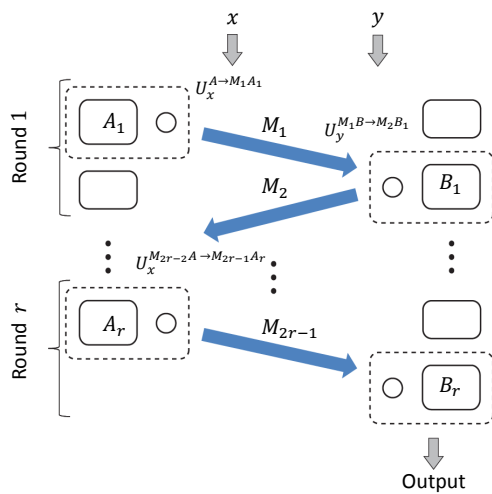 x y
Round 1
U_x^{A→M_1A_1}
A_1
M_1
U_y^{M_1B→M_2B_1}
M_2
B_1
U_x^{M_{2r-2}A→M_{2r-1}A_r}
Round r
A_r
M_{2r-1}
B_r
Output